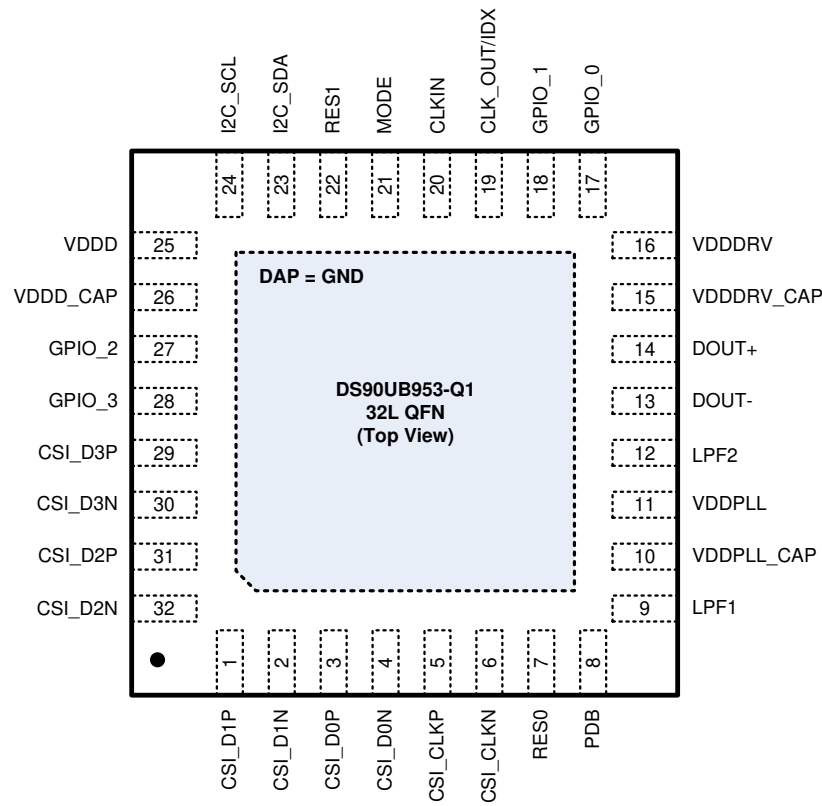 I2C_SCL
I2C_SDA
RES1
MODE
CLKIN
CLK_OUT/IDX
GPIO_1
GPIO_0
24
23
22
21
20
19
18
17
VDDD 25
VDDD_CAP 26
GPIO_2 27
GPIO_3 28
CSI_D3P 29
CSI_D3N 30
CSI_D2P 31
CSI_D2N 32
DAP = GND
DS90UB953-Q1
32L QFN
(Top View)
16 VDDDRV
15 VDDDRV_CAP
14 DOUT+
13 DOUT-
12 LPF2
11 VDDPLL
10 VDDPLL_CAP
9 LPF1
1
2
3
4
5
6
7
8
CSI_D1P
CSI_D1N
CSI_D0P
CSI_D0N
CSI_CLKP
CSI_CLKN
RES0
PDB